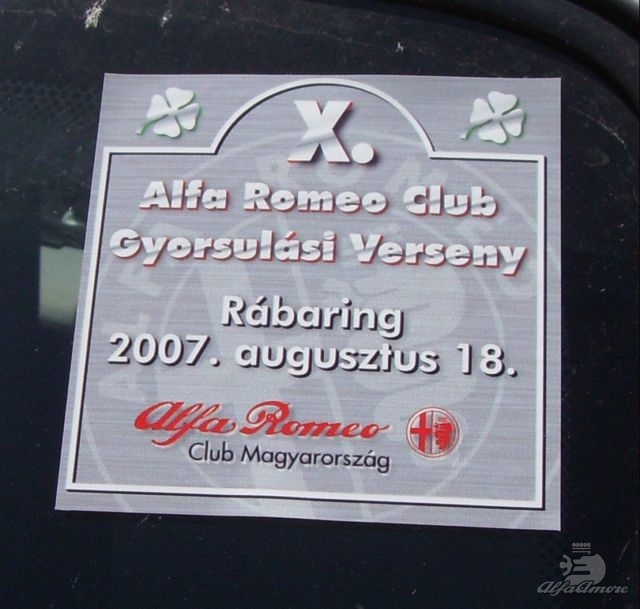 X.
Alfa Romeo Club
Gyorsulási Verseny
Rábaring
2007. augusztus 18.
Alfa Romeo
Club Magyarország
AlfaAmore